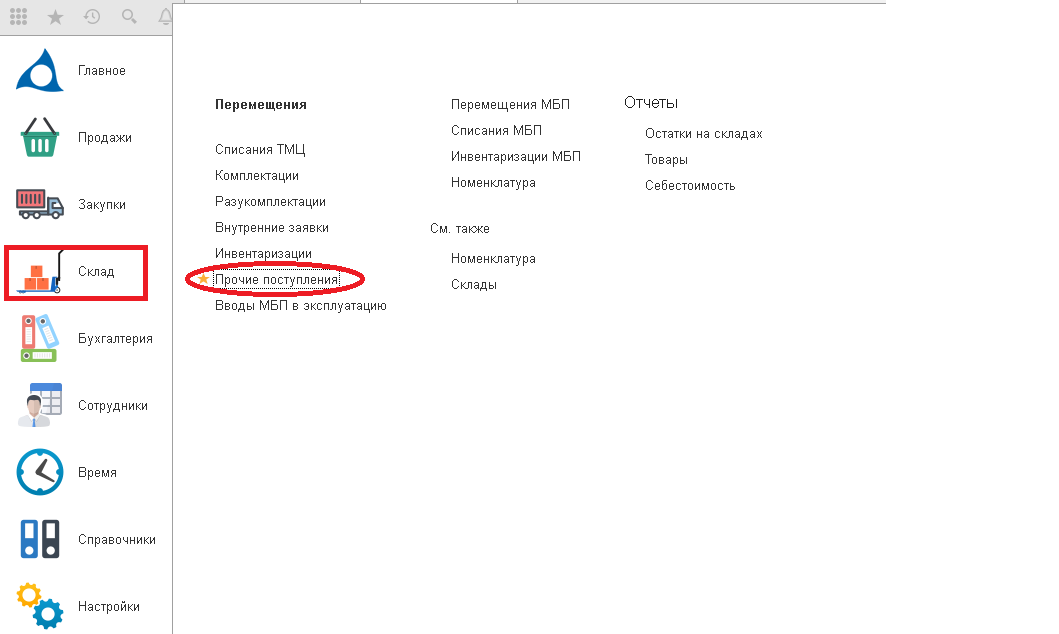 Главное
Продажи
Закупки
Склад
Бухгалтерия
Сотрудники
Время
Справочники
Настройки
Перемещения
Списания ТМЦ
Комплектации
Разукомплектации
Внутренние заявки
Инвентаризации
Прочие поступления
Вводы МБП в эксплуатацию
Перемещения МБП
Списания МБП
Инвентаризации МБП
Номенклатура
См. также
Номенклатура
Склады
Отчеты
Остатки на складах
Товары
Себестоимость